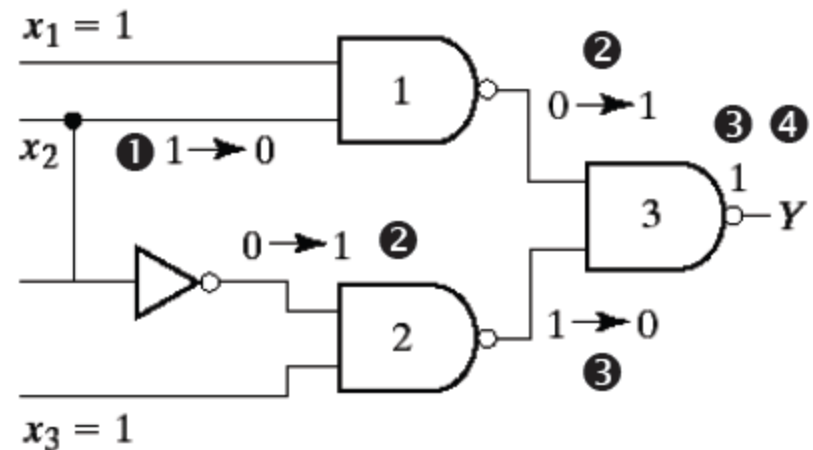 x₁ = 1
❷
1
0 → 1
❸ ❹
x₂
❶ 1 → 0
1
3
Y
0 → 1 ❷
2
1 → 0
❸
x₃ = 1